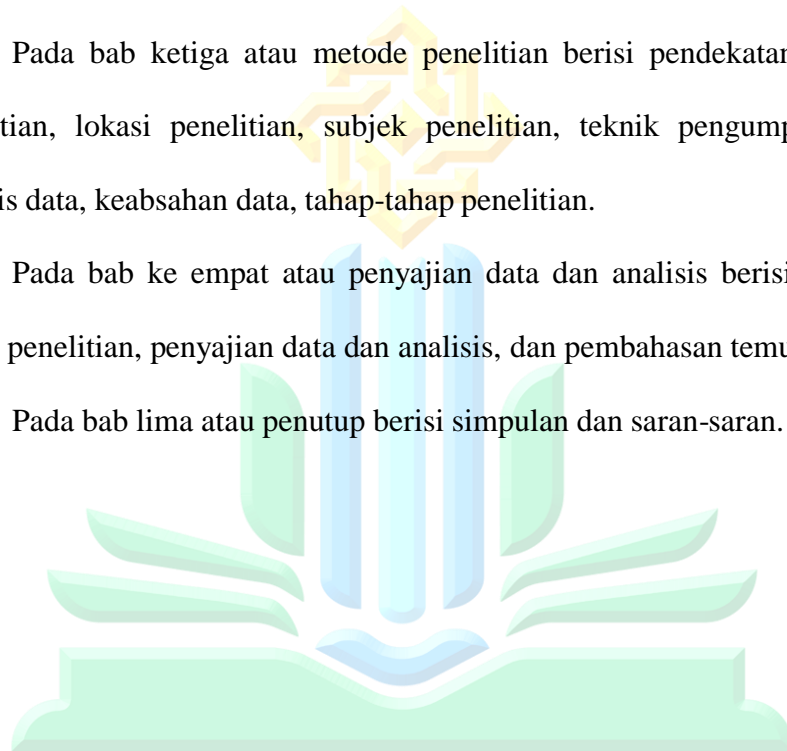 Pada bab ketiga atau metode penelitian berisi pendekatan
tian, lokasi penelitian, subjek penelitian, teknik pengump
is data, keabsahan data, tahap-tahap penelitian.
Pada bab ke empat atau penyajian data dan analisis berisi
penelitian, penyajian data dan analisis, dan pembahasan temu
Pada bab lima atau penutup berisi simpulan dan saran-saran.